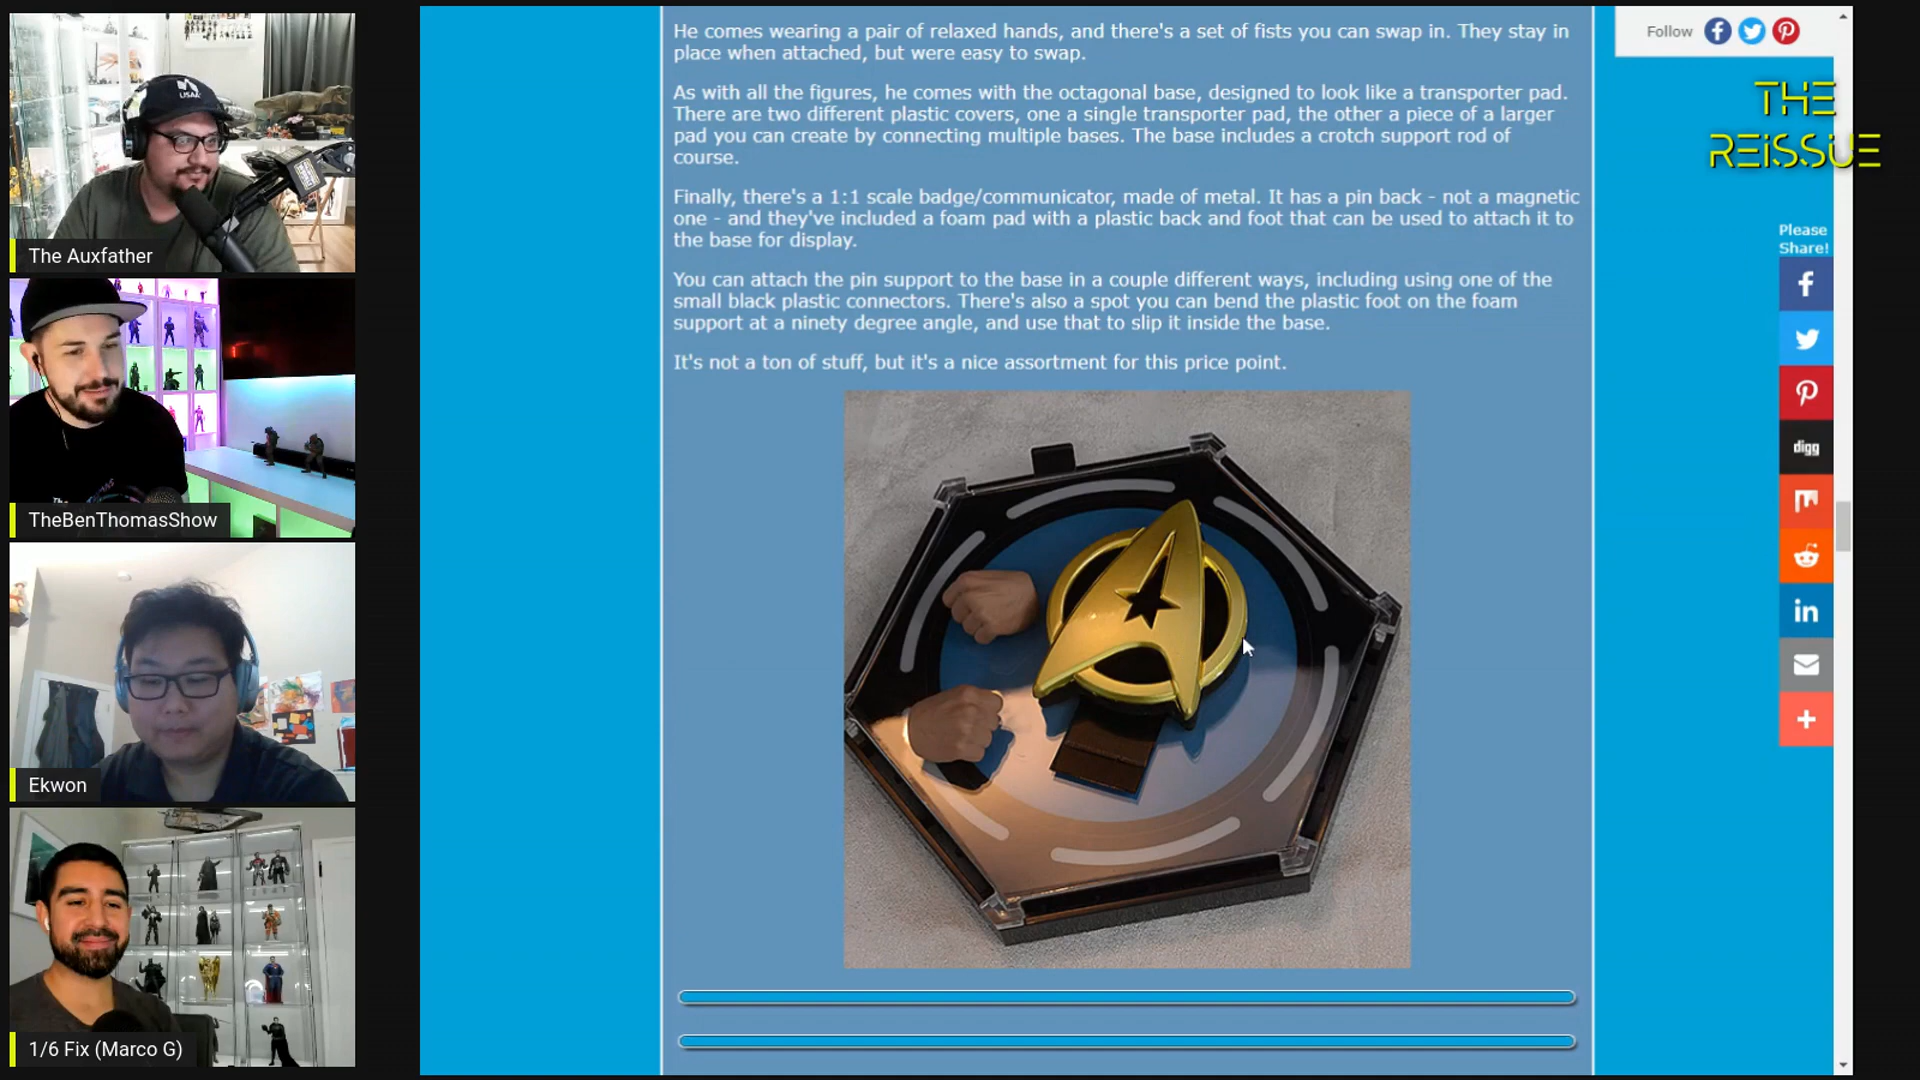 He comes wearing a pair of relaxed hands, and there's a set of fists you can swap in. They stay in
place when attached, but were easy to swap.
As with all the figures, he comes with the octagonal base, designed to look like a transporter pad.
There are two different plastic covers, one a single transporter pad, the other a piece of a larger
pad you can create by connecting multiple bases. The base includes a crotch support rod of
course.
Finally, there's a 1:1 scale badge/communicator, made of metal. It has a pin back - not a magnetic
one - and they've included a foam pad with a plastic back and foot that can be used to attach it to
the base for display.
You can attach the pin support to the base in a couple different ways, including using one of the
small black plastic connectors. There's also a spot you can bend the plastic foot on the foam
support at a ninety degree angle, and use that to slip it inside the base.
It's not a ton of stuff, but it's a nice assortment for this price point.
Follow
THE
REISSUE
Please
Share!
digg
in
The Auxfather
TheBenThomasShow
Ekwon
1/6 Fix (Marco G)